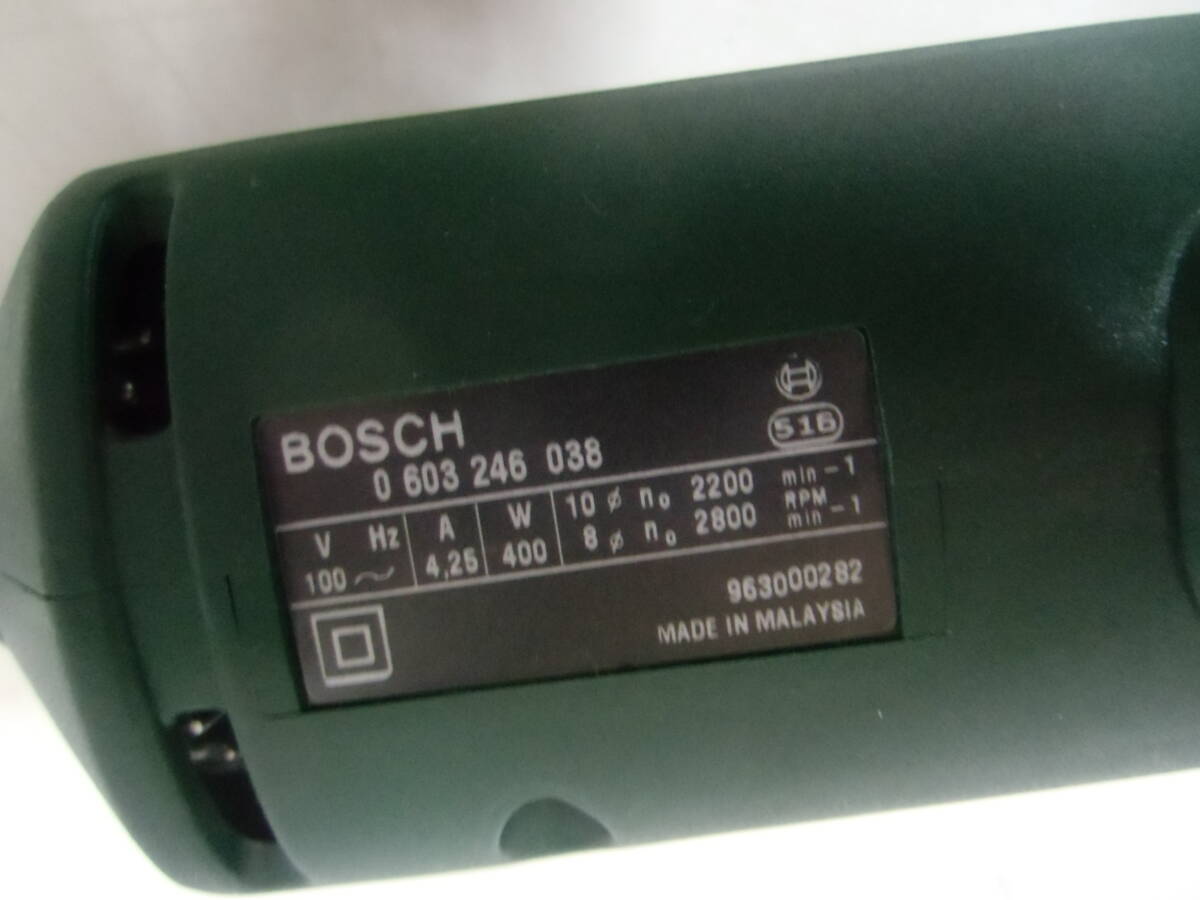 BOSCH
516
0 603 246 038
V Hz A W 10 ø n₀ 2200 min-1
RPM
100 ~ 4,25 400 8 ø n₀ 2800 min-1
963000282
MADE IN MALAYSIA